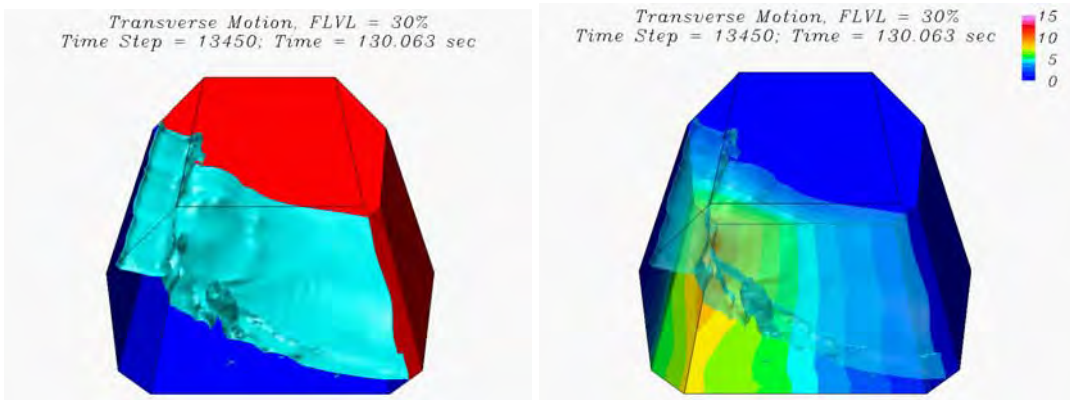 Transverse Motion, FLVL = 30%
Time Step = 13450; Time = 130.063 sec
Transverse Motion, FLVL = 30%
Time Step = 13450; Time = 130.063 sec
15
10
5
0